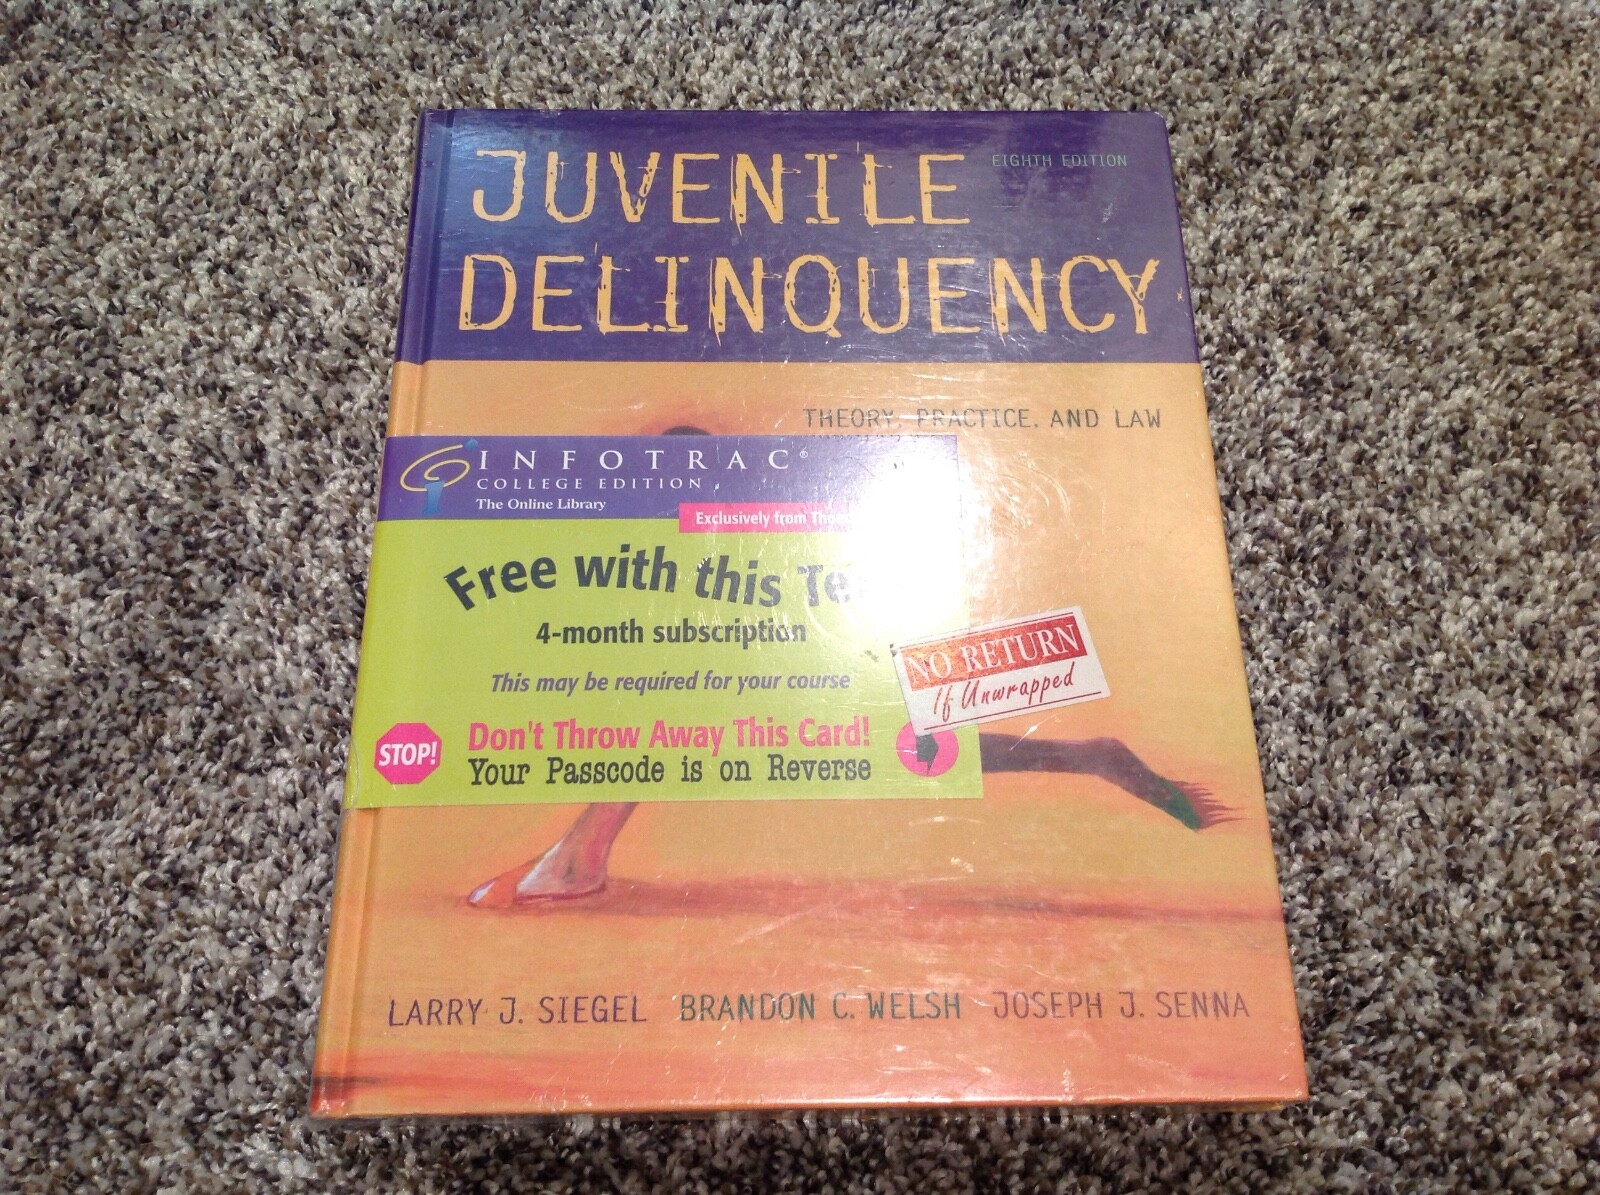 JUVENILE EIGHTH EDITION
DELINQUENCY
THEORY, PRACTICE, AND LAW
INFOTRAC®
COLLEGE EDITION
The Online Library
Exclusively from
Free with this
4-month subscription
This may be required for your course
NO RETURN
If Unwrapped
STOP!
Don't Throw Away This Card!
Your Passcode is on Reverse
LARRY J. SIEGEL BRANDON C. WELSH JOSEPH J. SENNA